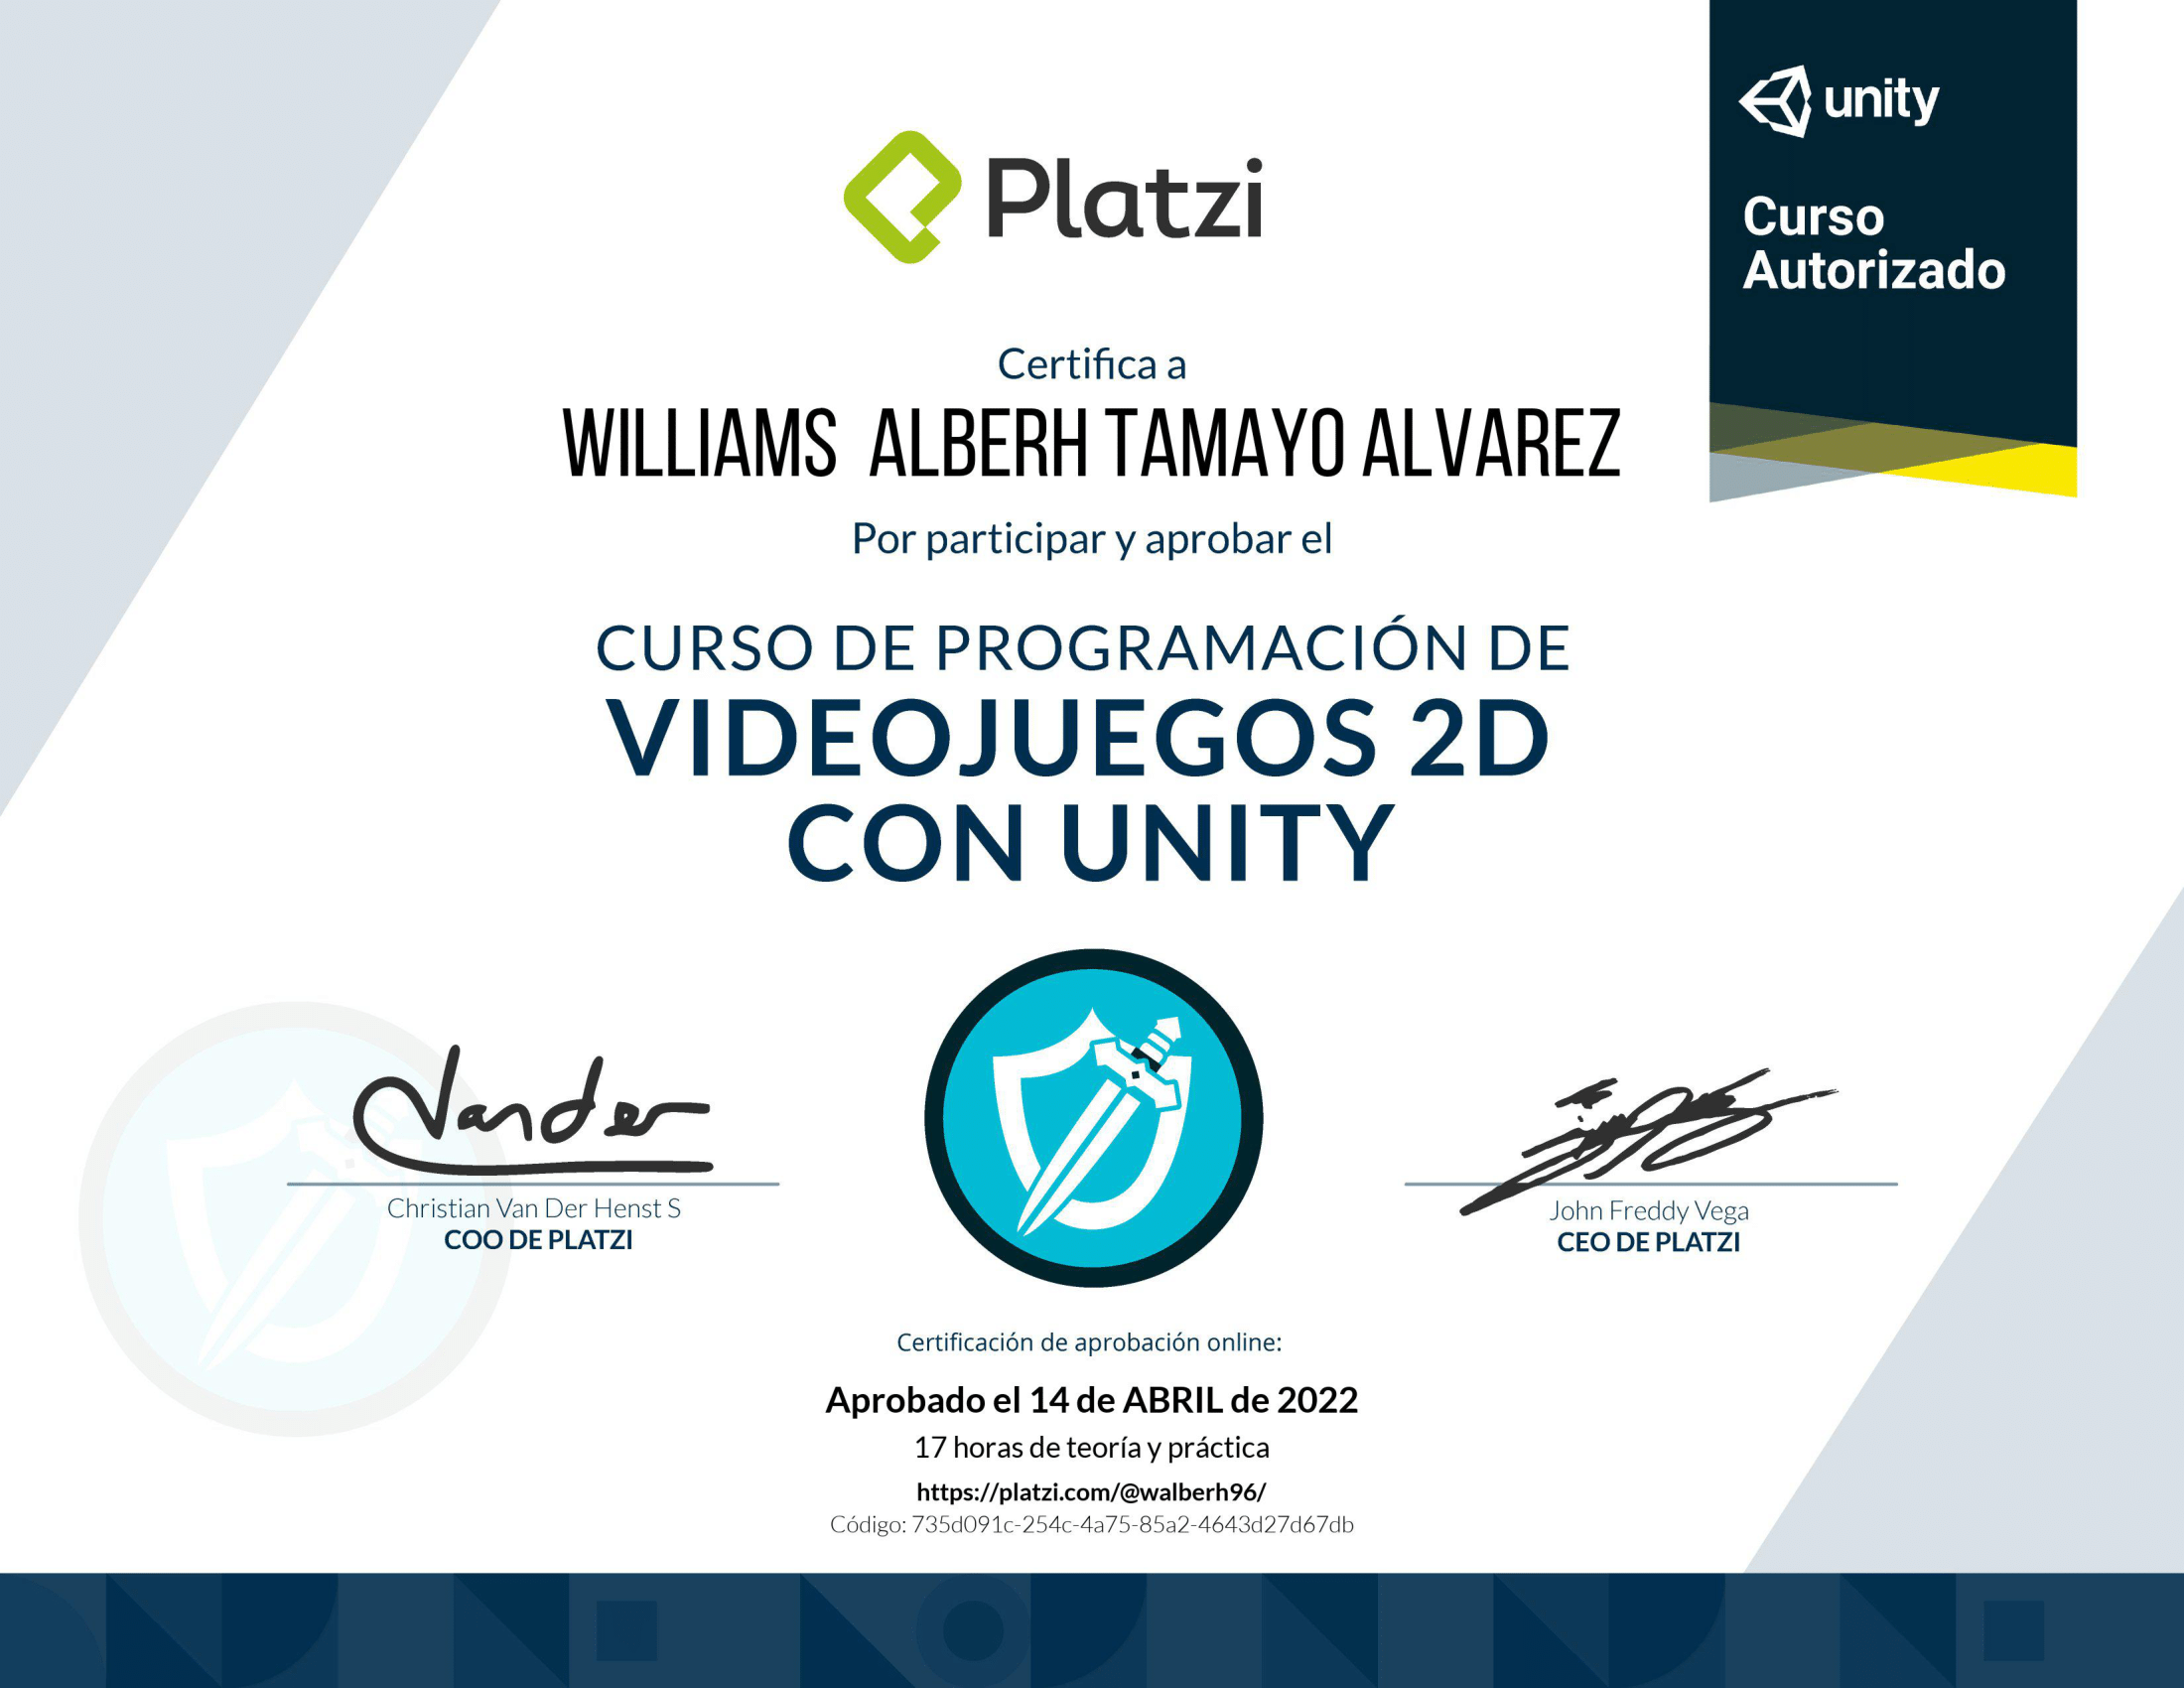 unity
Curso
Autorizado
Platzi
Certifica a
WILLIAMS ALBERH TAMAYO ALVAREZ
Por participar y aprobar el
CURSO DE PROGRAMACIÓN DE
VIDEOJUEGOS 2D
CON UNITY
Vander
Christian Van Der Henst S
COO DE PLATZI
John Freddy Vega
CEO DE PLATZI
Certificación de aprobación online:
Aprobado el 14 de ABRIL de 2022
17 horas de teoría y práctica
https://platzi.com/@walberh96/
Código: 735d091c-254c-4a75-85a2-4643d27d67db